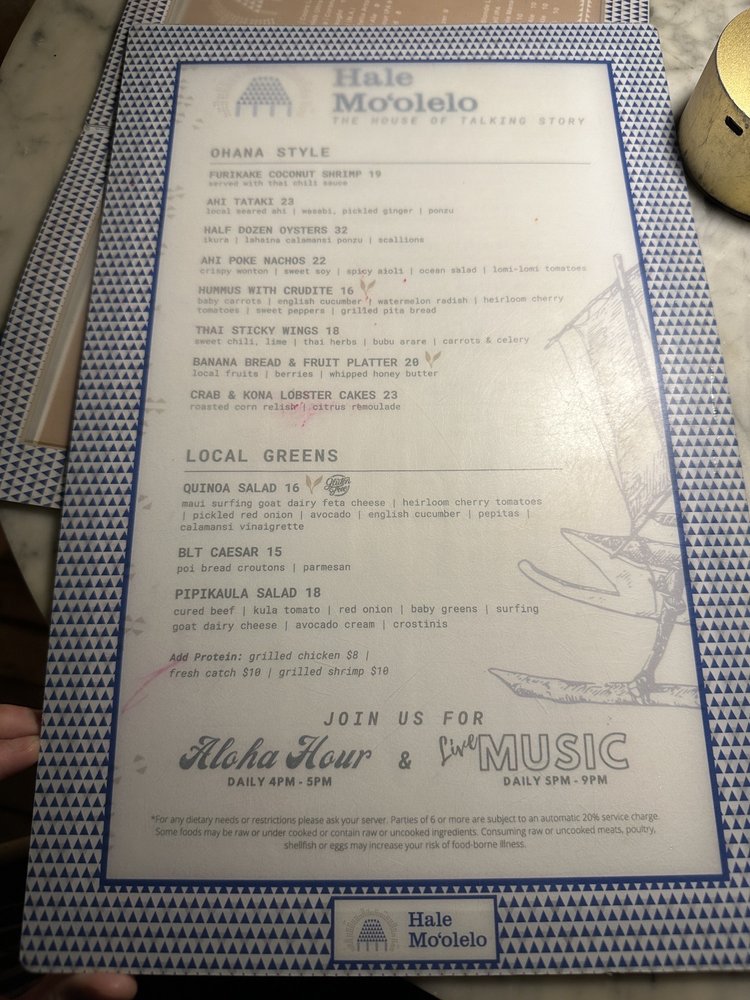 Hale
Mo'olelo
THE HOUSE OF TALKING STORY
OHANA STYLE
FURIKAKE COCONUT SHRIMP 19
served with thai chili sauce
AHI TATAKI 23
local seared ahi | wasabi, pickled ginger | ponzu
HALF DOZEN OYSTERS 32
ikura | lahaina calamansi ponzu | scallions
AHI POKE NACHOS 22
crispy wonton | sweet soy | spicy aioli | ocean salad | lomi-lomi tomatoes
HUMMUS WITH CRUDITE 16
baby carrots | english cucumber | watermelon radish | heirloom cherry
tomatoes | sweet peppers | grilled pita bread
THAI STICKY WINGS 18
sweet chili, lime | thai herbs | bubu arare | carrots & celery
BANANA BREAD & FRUIT PLATTER 20
local fruits | berries | whipped honey butter
CRAB & KONA LOBSTER CAKES 23
roasted corn relish | citrus remoulade
LOCAL GREENS
QUINOA SALAD 16 Gluten Free
maui surfing goat dairy feta cheese | heirloom cherry tomatoes
| pickled red onion | avocado | english cucumber | pepitas |
calamansi vinaigrette
BLT CAESAR 15
poi bread croutons | parmesan
PIPIKAULA SALAD 18
cured beef | kula tomato | red onion | baby greens | surfing
goat dairy cheese | avocado cream | crostinis
Add Protein: grilled chicken $8 |
fresh catch $10 | grilled shrimp $10
JOIN US FOR
Aloha Hour & Live MUSIC
DAILY 4PM - 5PM DAILY 5PM - 9PM
*For any dietary needs or restrictions please ask your server. Parties of 6 or more are subject to an automatic 20% service charge.
Some foods may be raw or under cooked or contain raw or uncooked ingredients. Consuming raw or uncooked meats, poultry,
shellfish or eggs may increase your risk of food-borne illness.
Hale
Mo'olelo